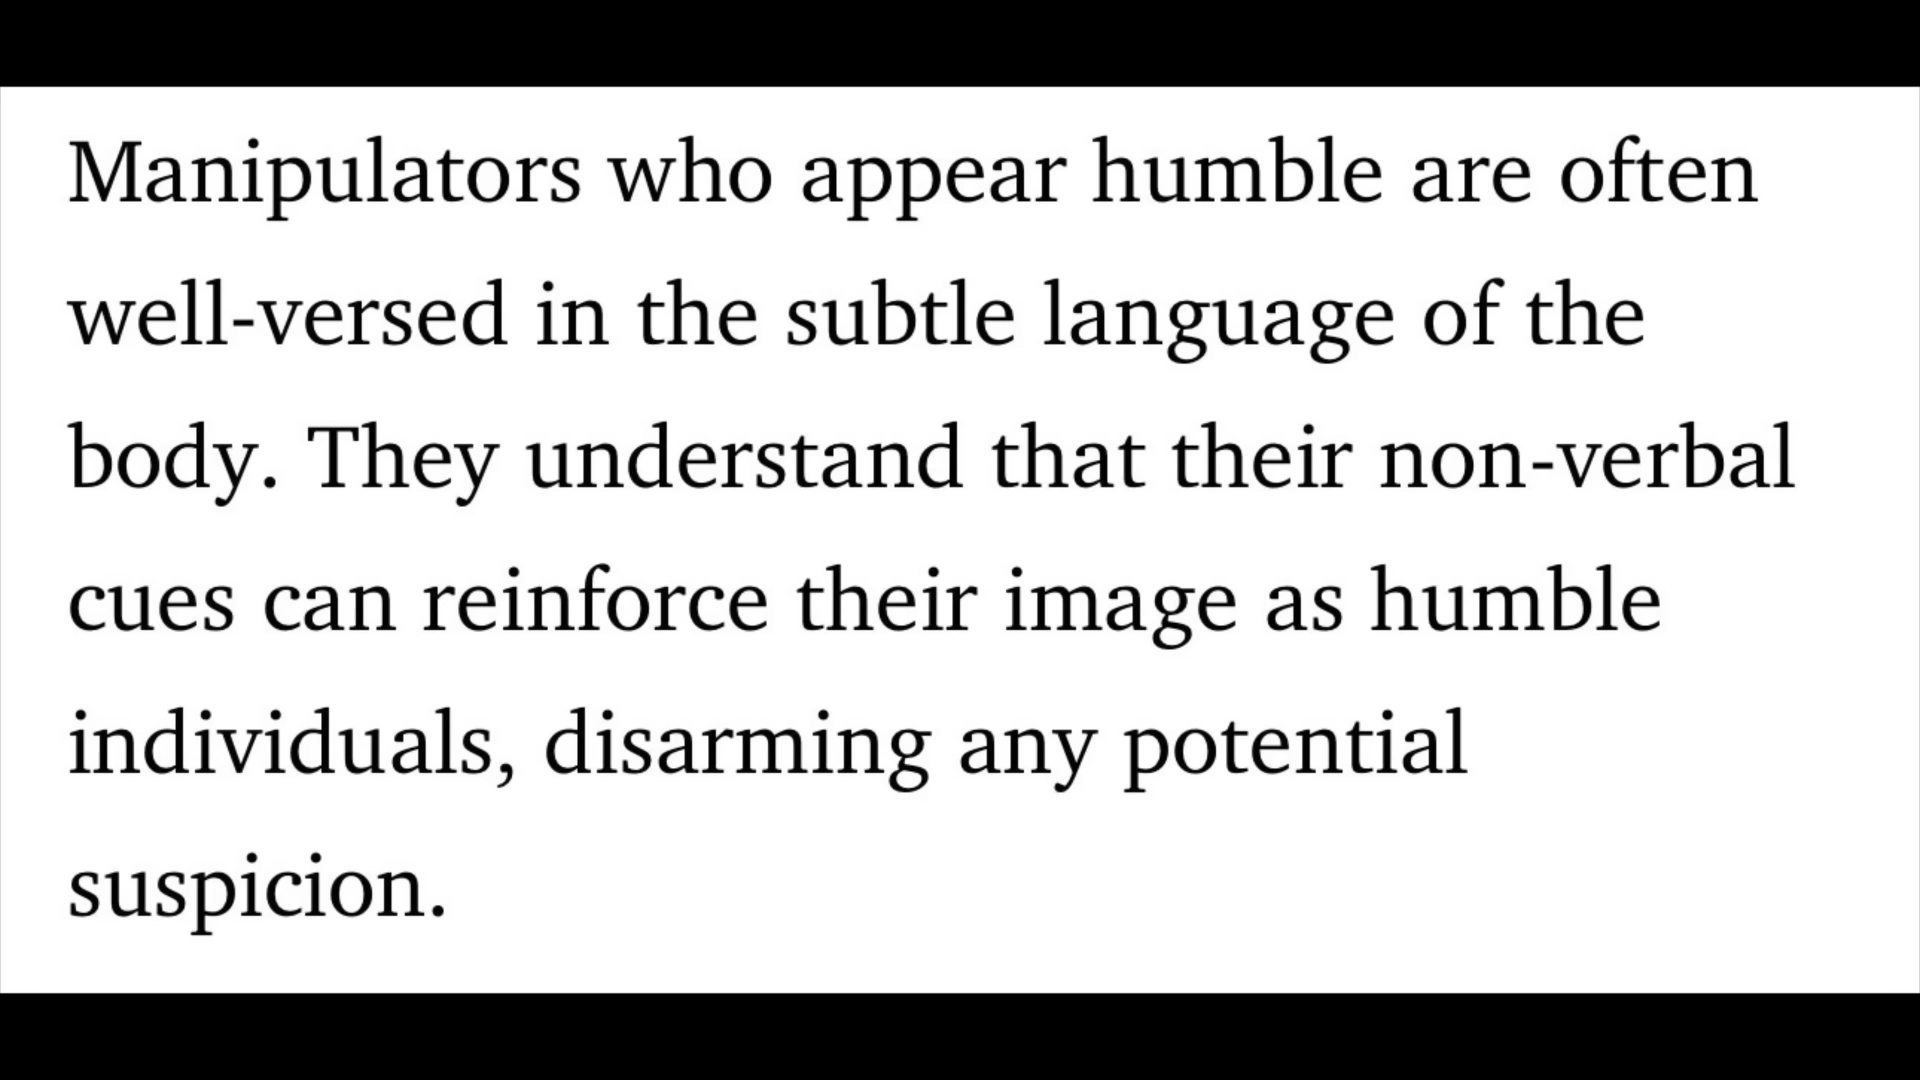 Manipulators who appear humble are often
well-versed in the subtle language of the
body. They understand that their non-verbal
cues can reinforce their image as humble
individuals, disarming any potential
suspicion.